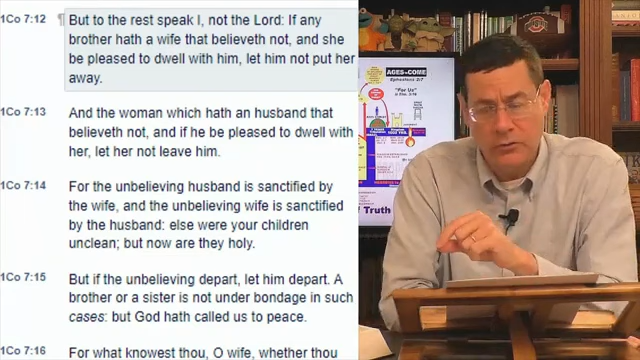 1Co 7:12 ¶ But to the rest speak I, not the Lord: If any
brother hath a wife that believeth not, and she
be pleased to dwell with him, let him not put her
away.
1Co 7:13 And the woman which hath an husband that
believeth not, and if he be pleased to dwell with
her, let her not leave him.
1Co 7:14 For the unbelieving husband is sanctified by
the wife, and the unbelieving wife is sanctified
by the husband: else were your children
unclean; but now are they holy.
1Co 7:15 But if the unbelieving depart, let him depart. A
brother or a sister is not under bondage in such
cases: but God hath called us to peace.
1Co 7:16 For what knowest thou, O wife, whether thou
AGES to COME
Ephesians 2:7
"For Us"
Truth